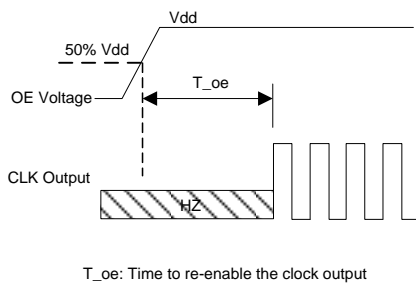 Vdd
50% Vdd
T_oe
OE Voltage
CLK Output
HZ
T_oe: Time to re-enable the clock output